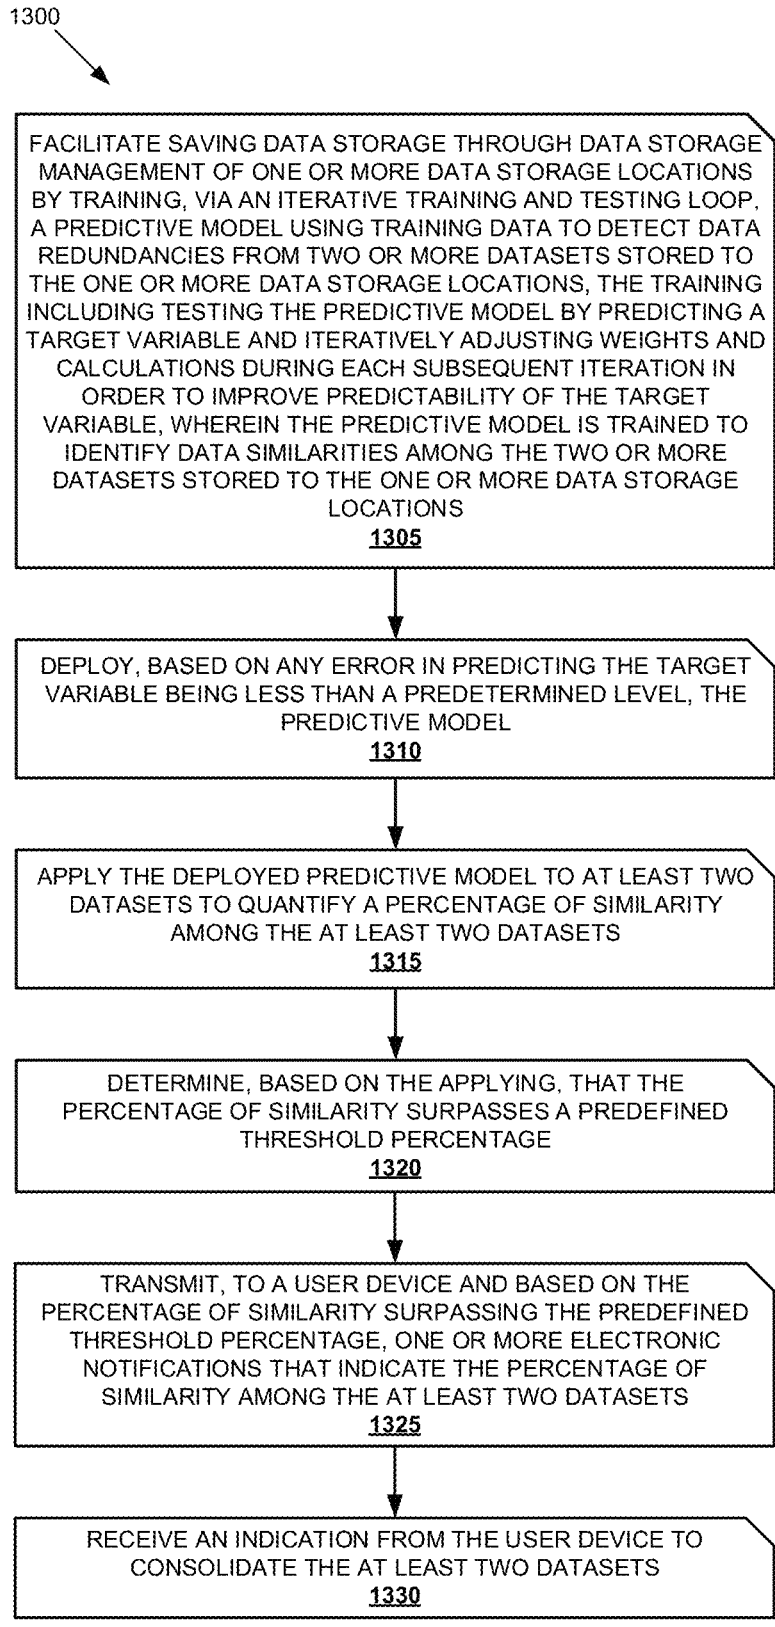 1300
FACILITATE SAVING DATA STORAGE THROUGH DATA STORAGE
MANAGEMENT OF ONE OR MORE DATA STORAGE LOCATIONS
BY TRAINING, VIA AN ITERATIVE TRAINING AND TESTING LOOP,
A PREDICTIVE MODEL USING TRAINING DATA TO DETECT DATA
REDUNDANCIES FROM TWO OR MORE DATASETS STORED TO
THE ONE OR MORE DATA STORAGE LOCATIONS, THE TRAINING
INCLUDING TESTING THE PREDICTIVE MODEL BY PREDICTING A
TARGET VARIABLE AND ITERATIVELY ADJUSTING WEIGHTS AND
CALCULATIONS DURING EACH SUBSEQUENT ITERATION IN
ORDER TO IMPROVE PREDICTABILITY OF THE TARGET
VARIABLE, WHEREIN THE PREDICTIVE MODEL IS TRAINED TO
IDENTIFY DATA SIMILARITIES AMONG THE TWO OR MORE
DATASETS STORED TO THE ONE OR MORE DATA STORAGE
LOCATIONS
1305
DEPLOY, BASED ON ANY ERROR IN PREDICTING THE TARGET
VARIABLE BEING LESS THAN A PREDETERMINED LEVEL, THE
PREDICTIVE MODEL
1310
APPLY THE DEPLOYED PREDICTIVE MODEL TO AT LEAST TWO
DATASETS TO QUANTIFY A PERCENTAGE OF SIMILARITY
AMONG THE AT LEAST TWO DATASETS
1315
DETERMINE, BASED ON THE APPLYING, THAT THE
PERCENTAGE OF SIMILARITY SURPASSES A PREDEFINED
THRESHOLD PERCENTAGE
1320
TRANSMIT, TO A USER DEVICE AND BASED ON THE
PERCENTAGE OF SIMILARITY SURPASSING THE PREDEFINED
THRESHOLD PERCENTAGE, ONE OR MORE ELECTRONIC
NOTIFICATIONS THAT INDICATE THE PERCENTAGE OF
SIMILARITY AMONG THE AT LEAST TWO DATASETS
1325
RECEIVE AN INDICATION FROM THE USER DEVICE TO
CONSOLIDATE THE AT LEAST TWO DATASETS
1330